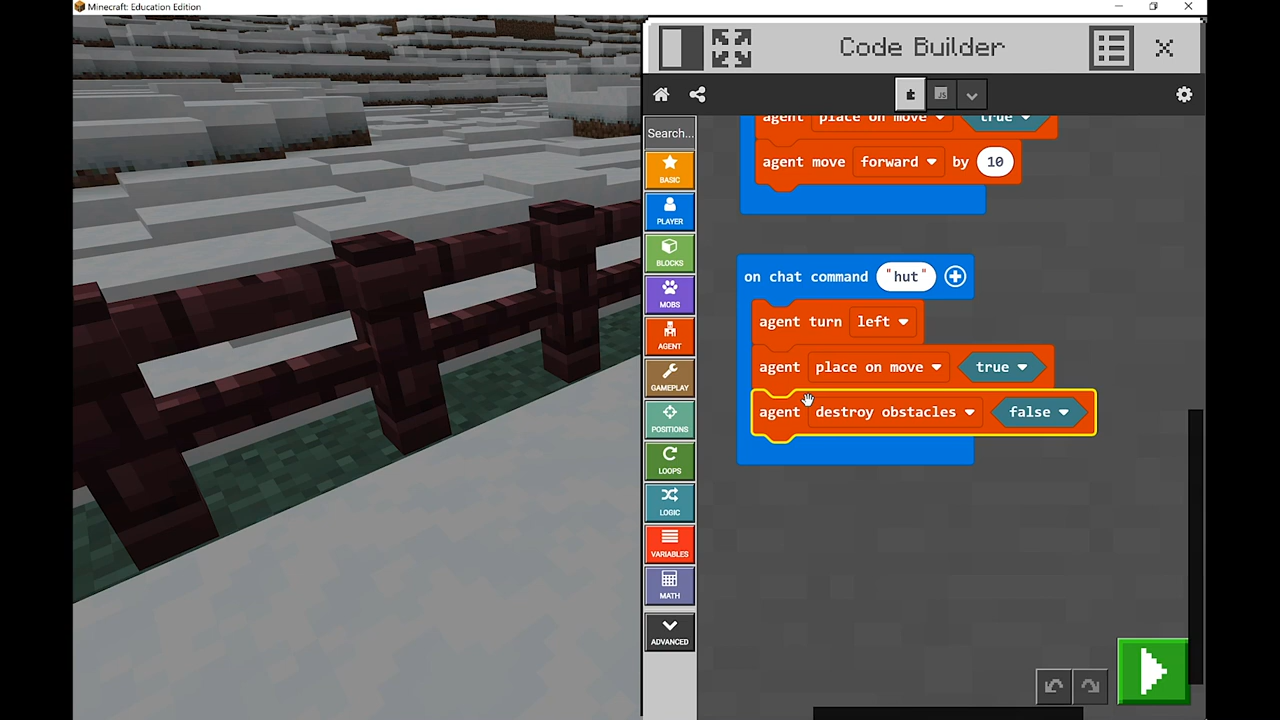 Minecraft: Education Edition
Code Builder
JS
Search...
agent place on move true
agent move forward by 10
BASIC
PLAYER
BLOCKS
MOBS
AGENT
GAMEPLAY
POSITIONS
LOOPS
LOGIC
VARIABLES
MATH
ADVANCED
on chat command "hut"
agent turn left
agent place on move true
agent destroy obstacles false